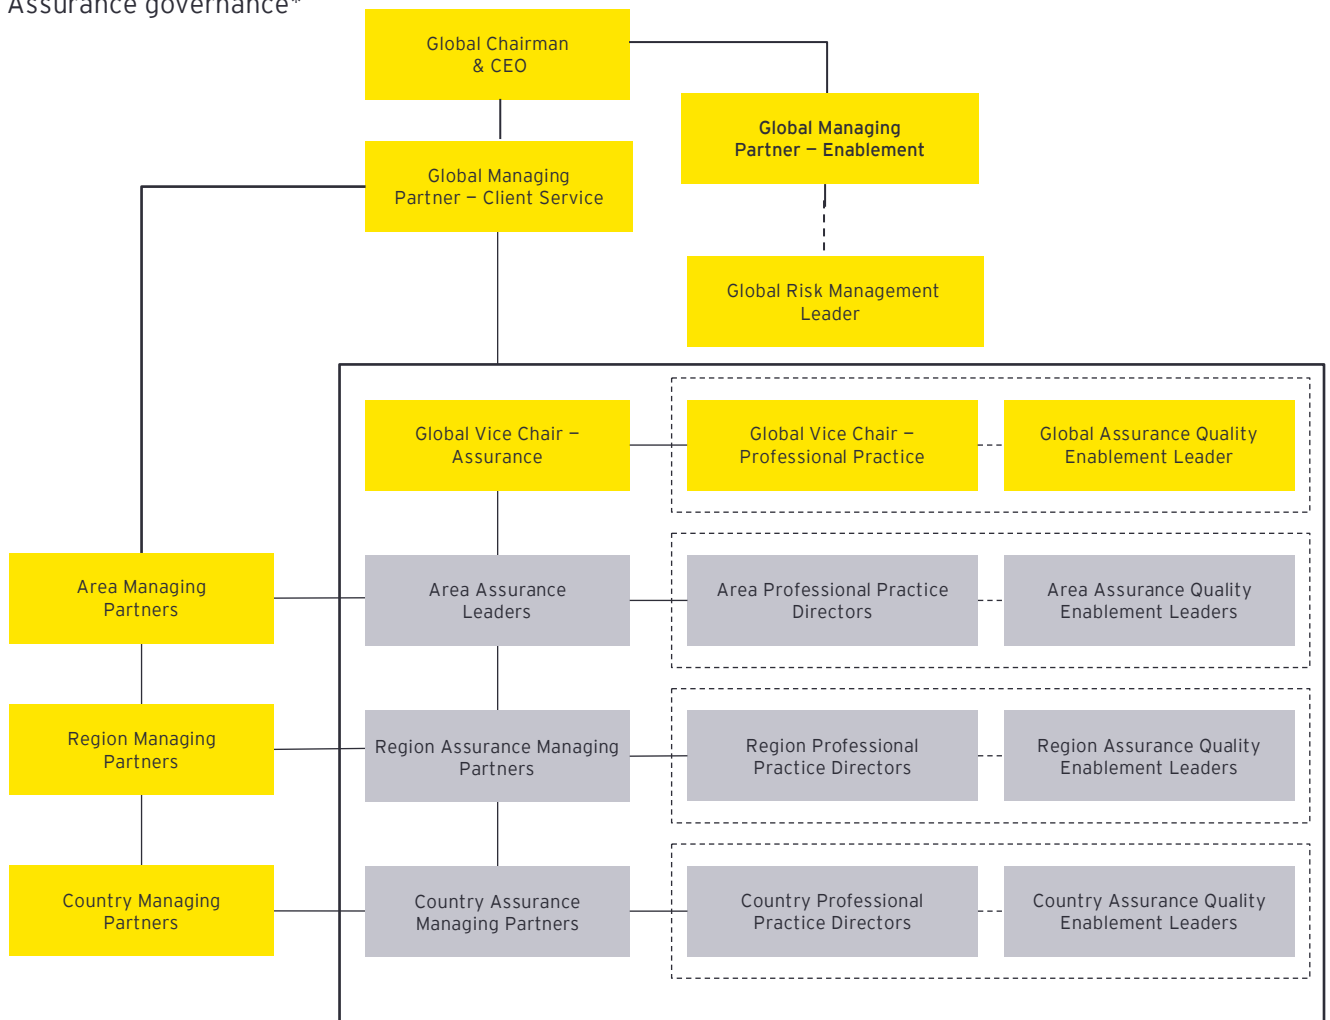 Assurance governance*
Global Chairman
& CEO
Global Managing
Partner – Enablement
Global Managing
Partner – Client Service
Global Risk Management
Leader
Global Vice Chair –
Assurance
Global Vice Chair –
Professional Practice
Global Assurance Quality
Enablement Leader
Area Managing
Partners
Area Assurance
Leaders
Area Professional Practice
Directors
Area Assurance Quality
Enablement Leaders
Region Managing
Partners
Region Assurance Managing
Partners
Region Professional
Practice Directors
Region Assurance Quality
Enablement Leaders
Country Managing
Partners
Country Assurance
Managing Partners
Country Professional
Practice Directors
Country Assurance Quality
Enablement Leaders